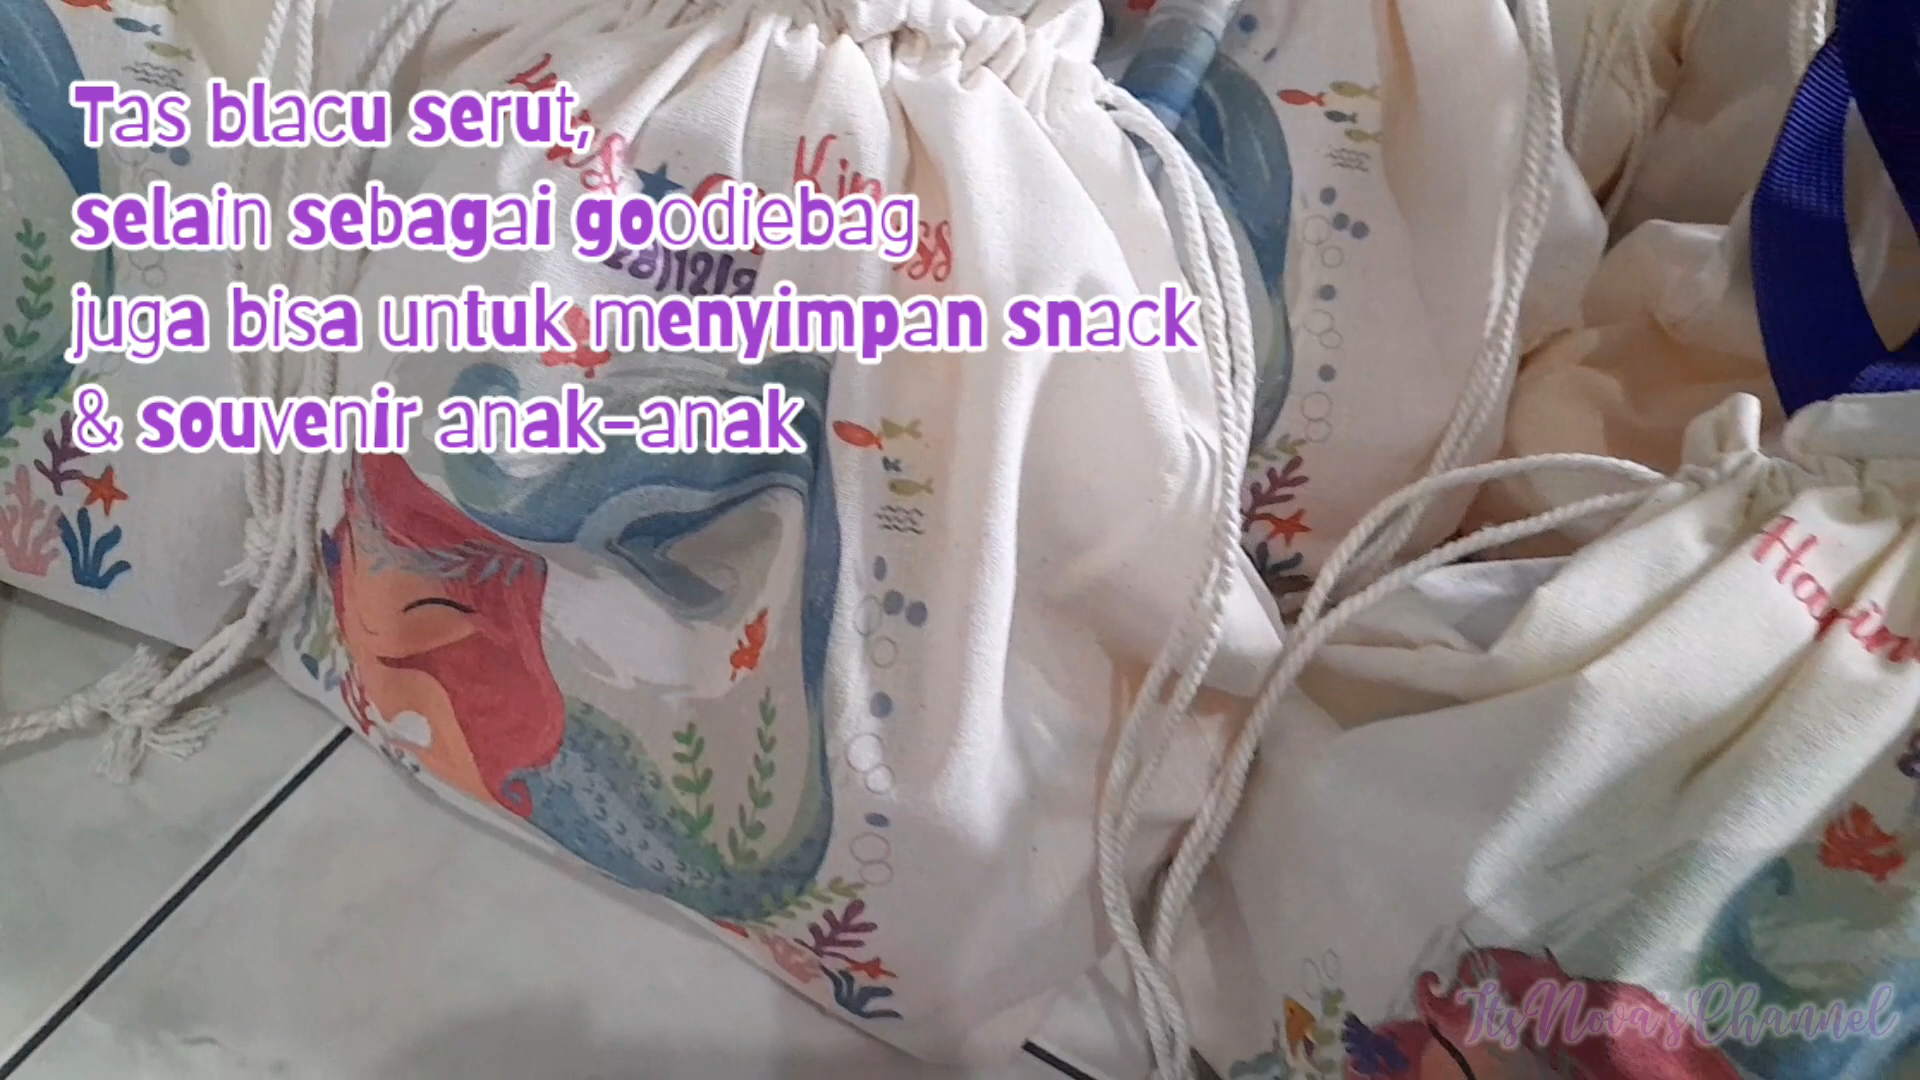 Tas blacu serut,
selain sebagai goodiebag
juga bisa untuk menyimpan snack
& souvenir anak-anak
ItsNova'sChannel